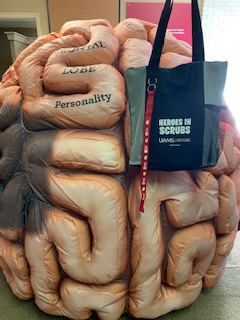 FRONTAL
LOBE
Personality
HEROES IN
SCRUBS
UAMS